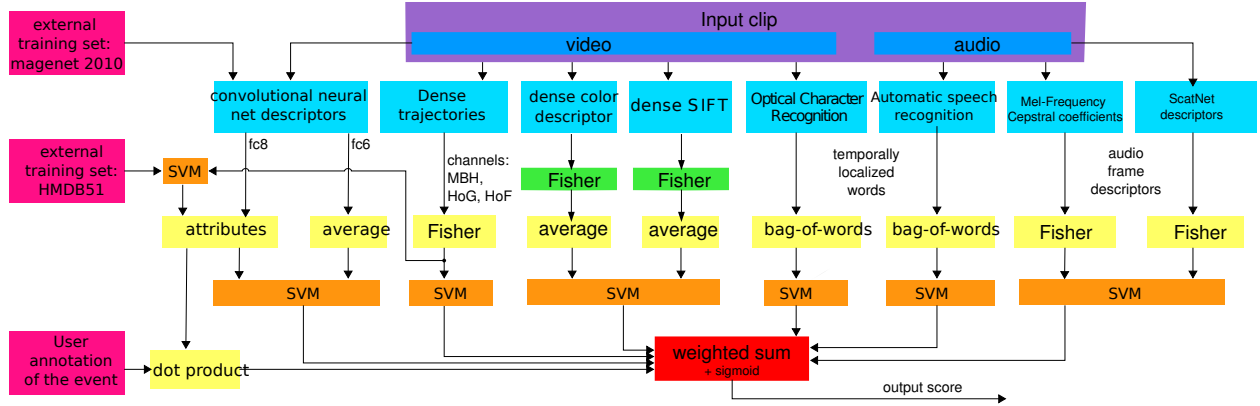 external
training set:
magenet 2010
Input clip
video
audio
convolutional neural
net descriptors
Dense
trajectories
dense color
descriptor
dense SIFT
Optical Character
Recognition
Automatic speech
recognition
Mel-Frequency
Cepstral coefficients
ScatNet
descriptors
external
training set:
HMDB51
SVM
fc8
fc6
channels:
MBH,
HoG, HoF
Fisher
Fisher
temporally
localized
words
audio
frame
descriptors
attributes
average
Fisher
average
average
bag-of-words
bag-of-words
Fisher
Fisher
SVM
SVM
SVM
SVM
SVM
SVM
User
annotation
of the event
dot product
weighted sum
+ sigmoid
output score